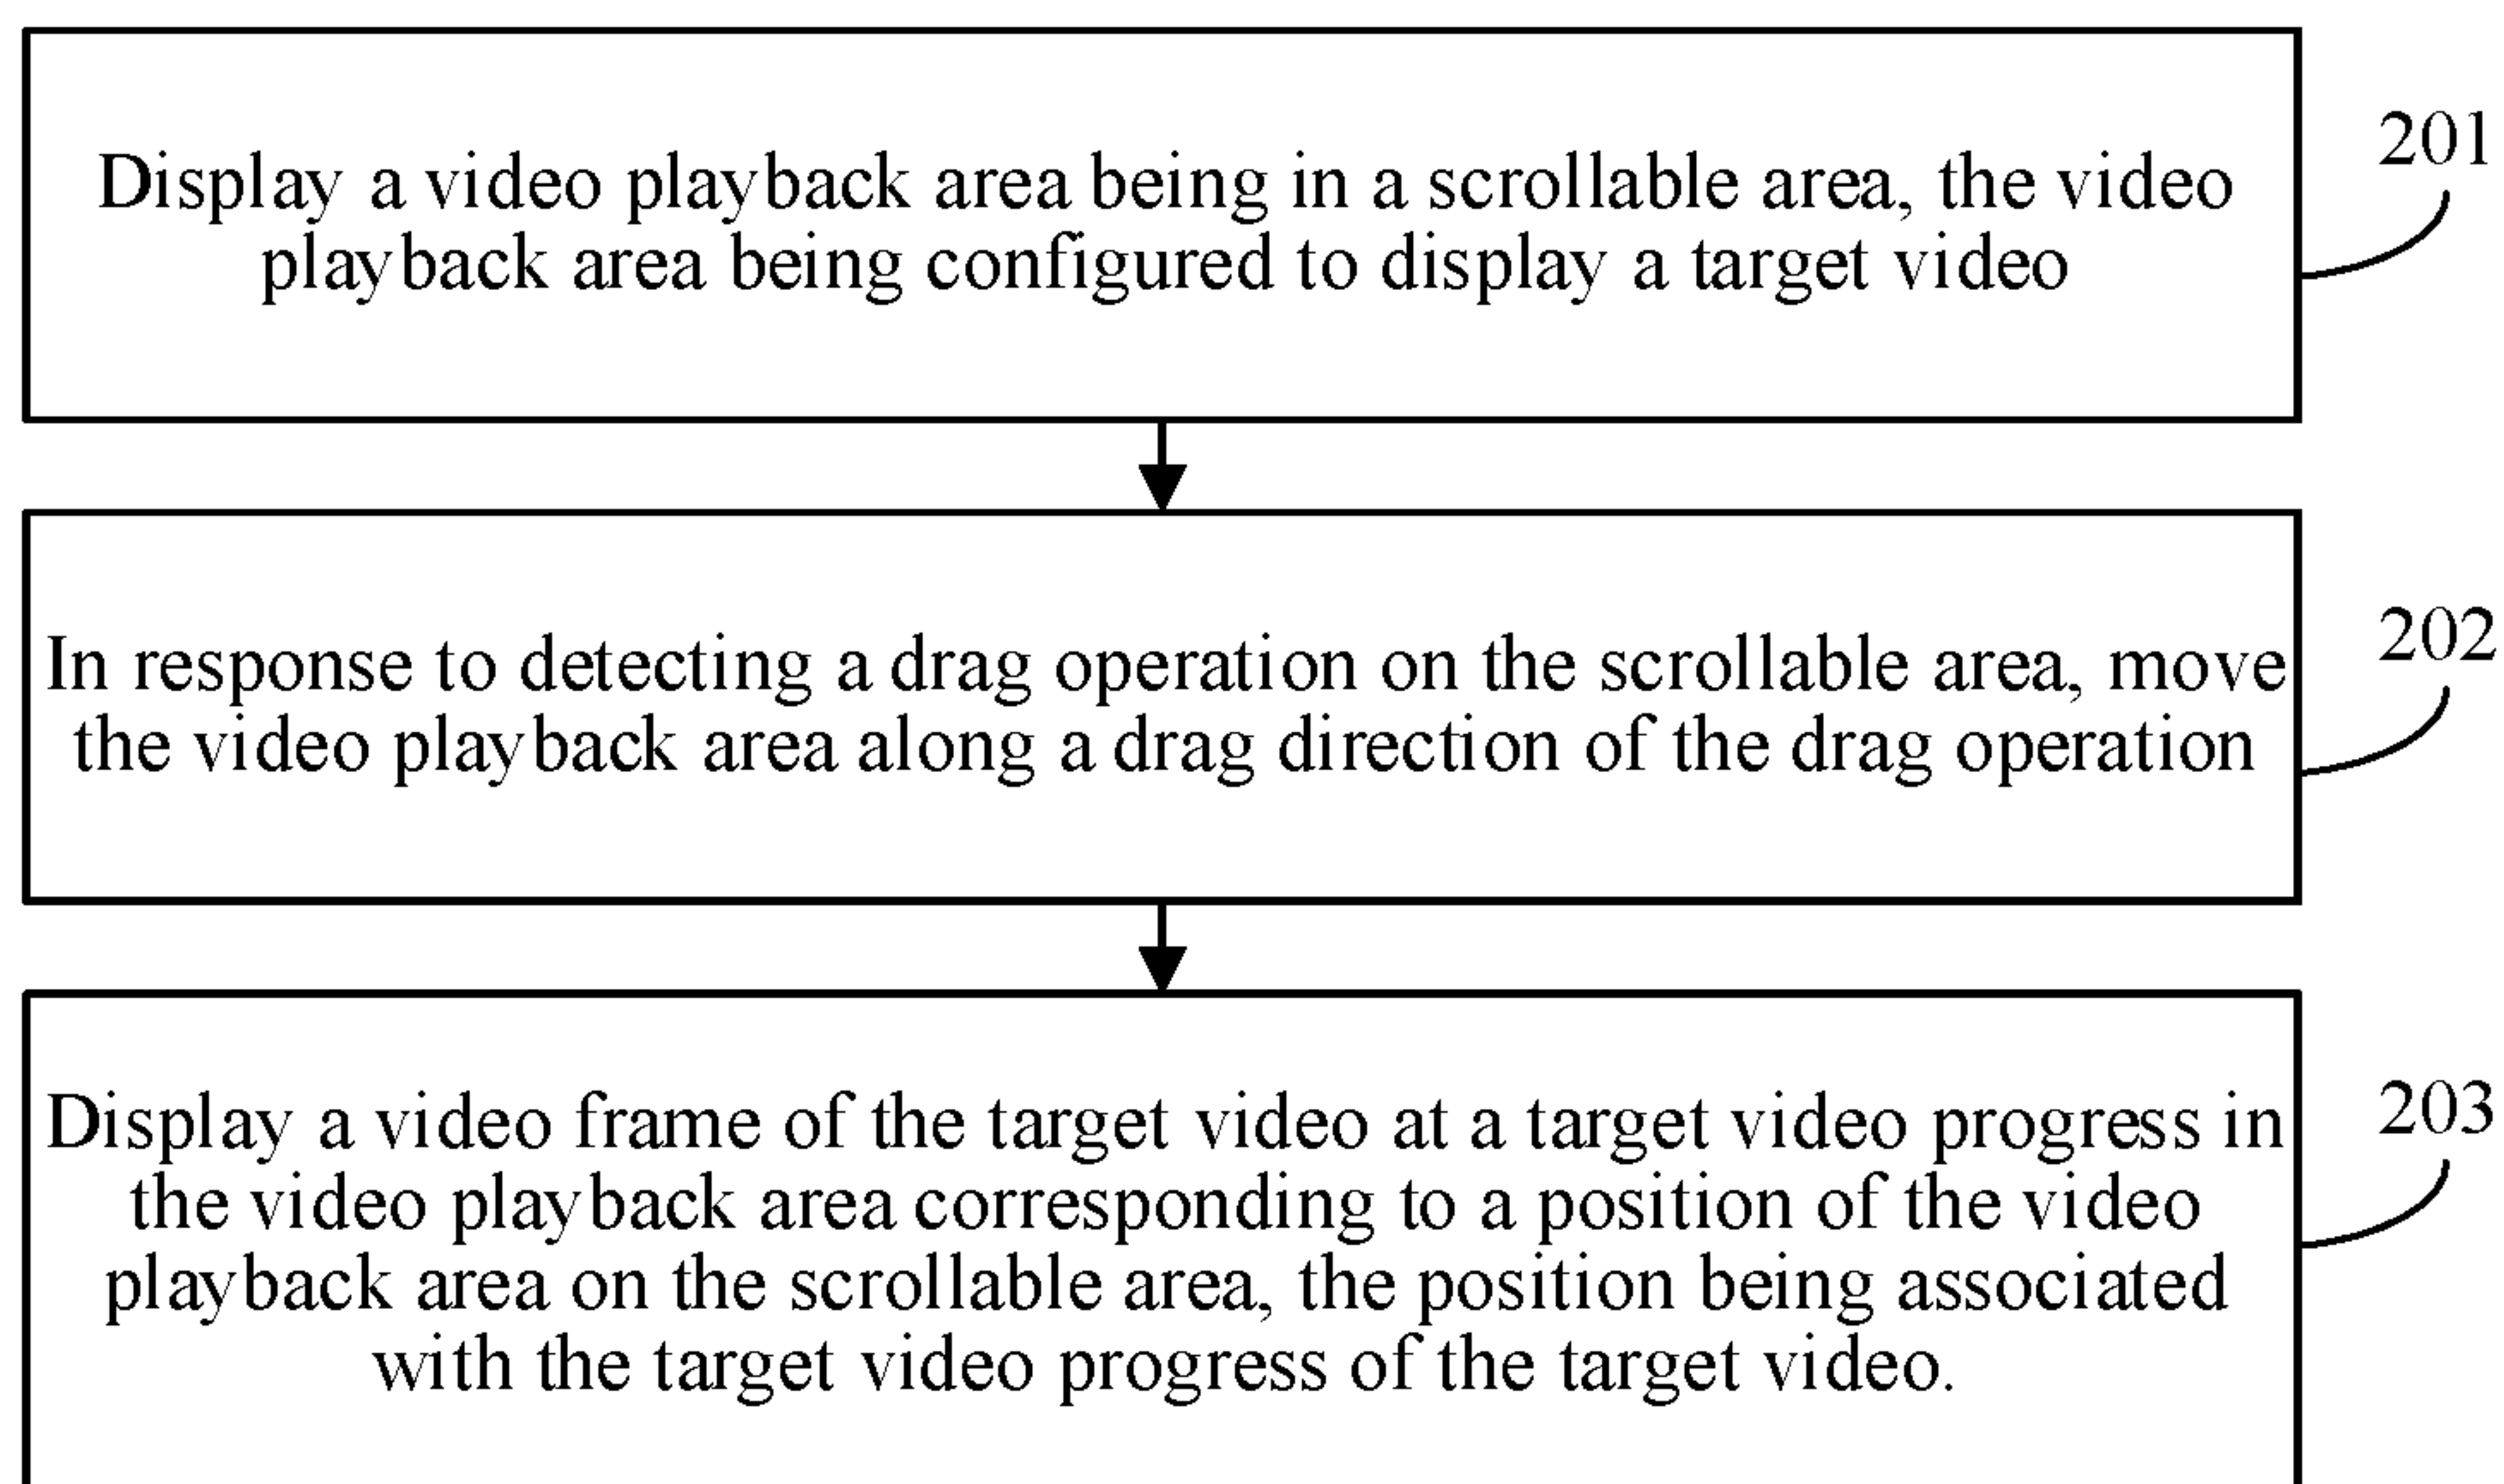 Display a video playback area being in a scrollable area, the video
playback area being configured to display a target video
201
In response to detecting a drag operation on the scrollable area, move
the video playback area along a drag direction of the drag operation
202
Display a video frame of the target video at a target video progress in
the video playback area corresponding to a position of the video
playback area on the scrollable area, the position being associated
with the target video progress of the target video.
203